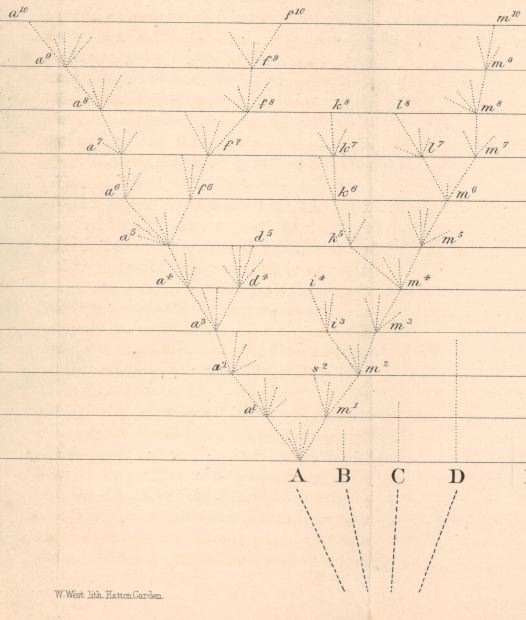 a¹⁰ f¹⁰ m¹⁰
a⁹ f⁹ m⁹
a⁸ f⁸ k⁸ l⁸ m⁸
a⁷ f⁷ k⁷ l⁷ m⁷
a⁶ f⁶ k⁶ m⁶
a⁵ d⁵ k⁵ m⁵
a⁴ d⁴ i⁴ m⁴
a³ i³ m³
a² s² m²
a¹ m¹
A B C D
W. West lith. Hatton Garden